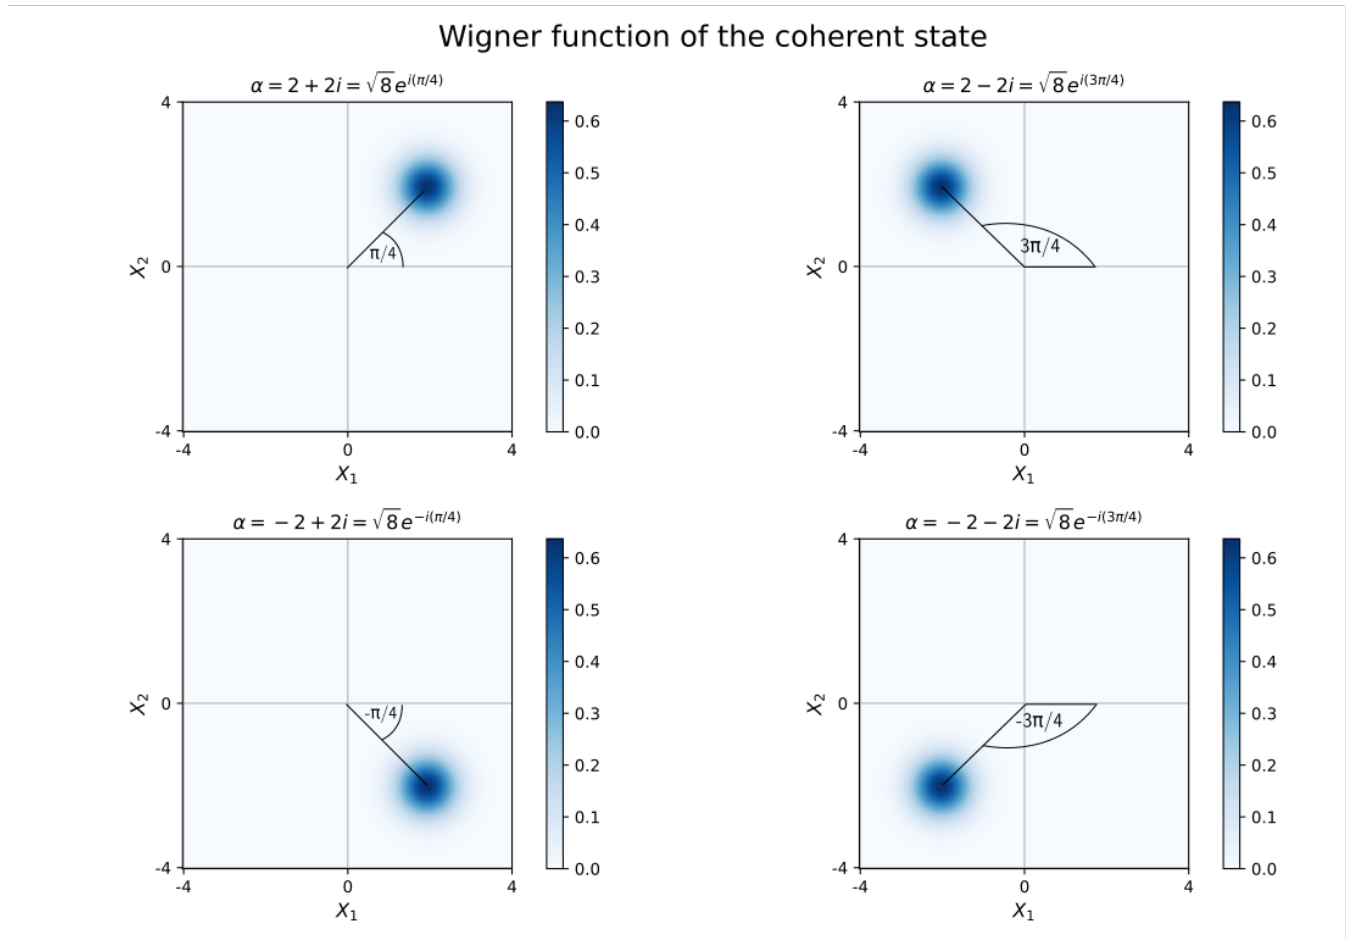 Wigner function of the coherent state
α = 2 + 2i = √8e^{i(π/4)}
4
0
-4
-4 0 4
X₂
X₁
π/4
0.6
0.5
0.4
0.3
0.2
0.1
0.0
α = 2 − 2i = √8e^{i(3π/4)}
4
0
-4
-4 0 4
X₂
X₁
3π/4
0.6
0.5
0.4
0.3
0.2
0.1
0.0
α = − 2 + 2i = √8e^{−i(π/4)}
4
0
-4
-4 0 4
X₂
X₁
-π/4
0.6
0.5
0.4
0.3
0.2
0.1
0.0
α = − 2 − 2i = √8e^{−i(3π/4)}
4
0
-4
-4 0 4
X₂
X₁
-3π/4
0.6
0.5
0.4
0.3
0.2
0.1
0.0